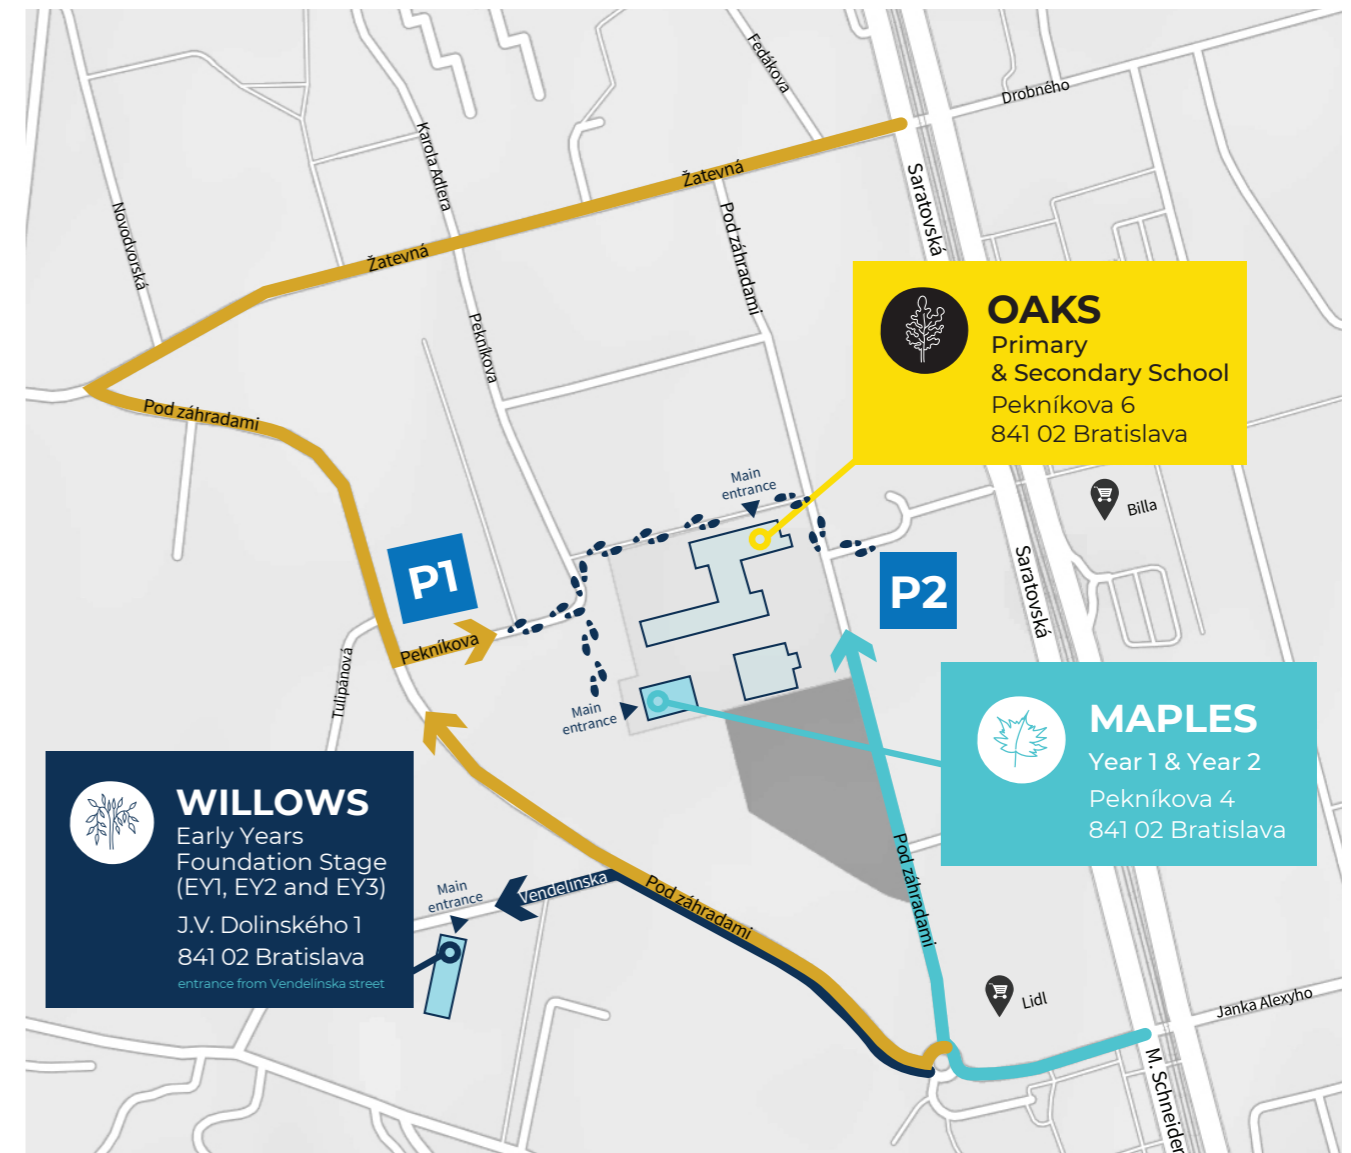 Fedákova
Drobného
Karola Adlera
Žatevná
Saratovská
Novodvorská
Pod záhradami
Žatevná
OAKS
Primary
& Secondary School
Pekníkova 6
841 02 Bratislava
Pekníkova
Pod záhradami
Main
entrance
Billa
P1
P2
Saratovská
Pekníkova
Tulipánová
Main
entrance
MAPLES
Year 1 & Year 2
Pekníkova 4
841 02 Bratislava
WILLOWS
Early Years
Foundation Stage
(EY1, EY2 and EY3)
J.V. Dolinského 1
841 02 Bratislava
entrance from Vendelínska street
Main
entrance
Vendelínska
Pod záhradami
Pod záhradami
Lidl
Janka Alexyho
M. Schneider